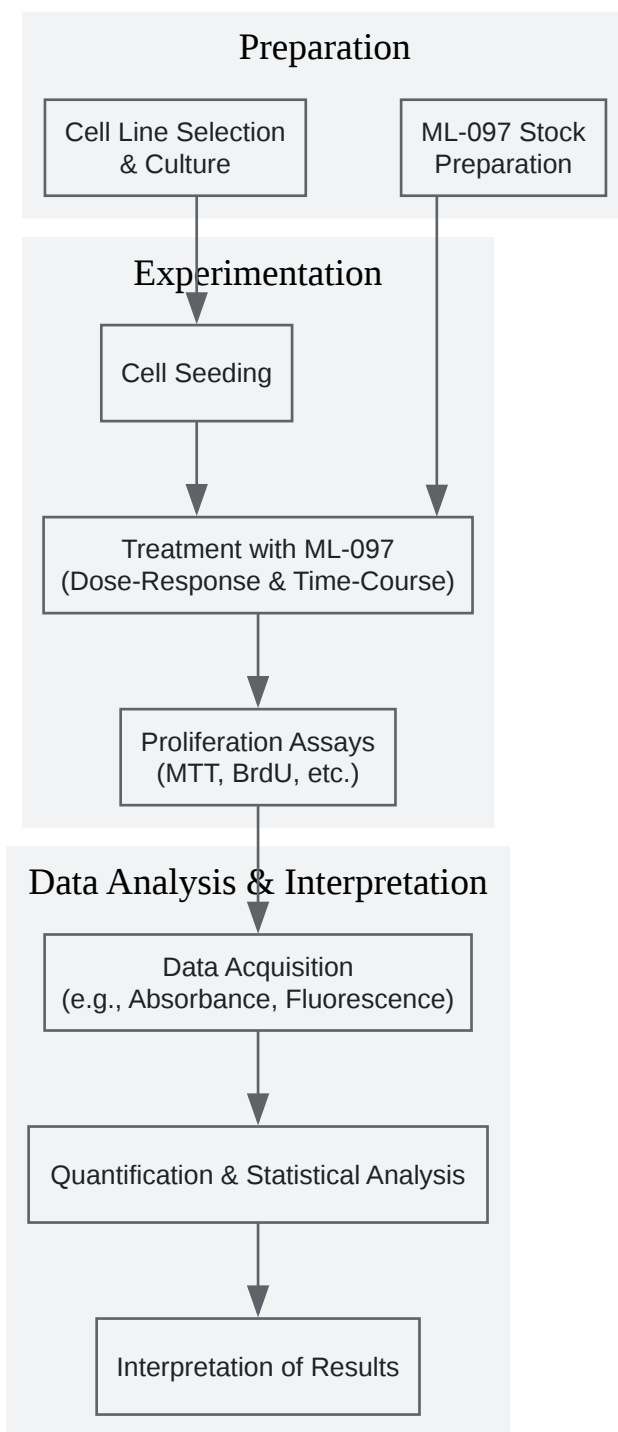 Preparation
Cell Line Selection
& Culture
ML-097 Stock
Preparation
Experimentation
Cell Seeding
Treatment with ML-097
(Dose-Response & Time-Course)
Proliferation Assays
(MTT, BrdU, etc.)
Data Analysis & Interpretation
Data Acquisition
(e.g., Absorbance, Fluorescence)
Quantification & Statistical Analysis
Interpretation of Results